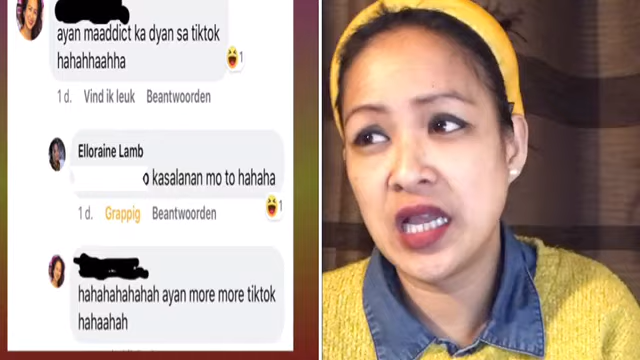 ayan maaddict ka dyan sa tiktok
hahahhaahha
1
1 d. Vind ik leuk Beantwoorden
Elloraine Lamb
kasalanan mo to hahaha
1
1 d. Grappig Beantwoorden
hahahahahahah ayan more more tiktok
hahaahah